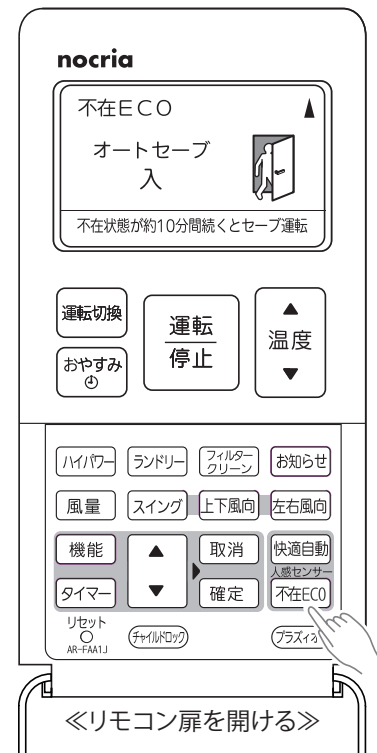 nocria
不在ECO
オートセーブ
入
不在状態が約10分間続くとセーブ運転
運転切換
運転
停止
温度
おやすみ
ハイパワー
ランドリー
フィルター
クリーン
お知らせ
風量
スイング
上下風向
左右風向
機能
取消
快適自動
人感センサー
タイマー
確定
不在ECO
リセット
AR-FAA1J
チャイルドロック
プラズィオ
≪リモコン扉を開ける≫